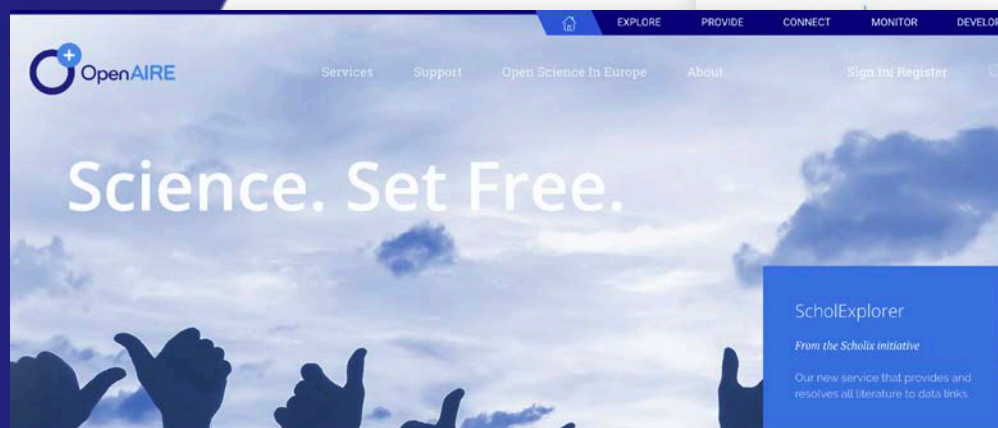 EXPLORE PROVIDE CONNECT MONITOR DEVELOP
OpenAIRE
Services Support Open Science In Europe About Sign in| Register
Science. Set Free.
ScholExplorer
From the Scholix initiative
Our new service that provides and
resolves all literature to data links.